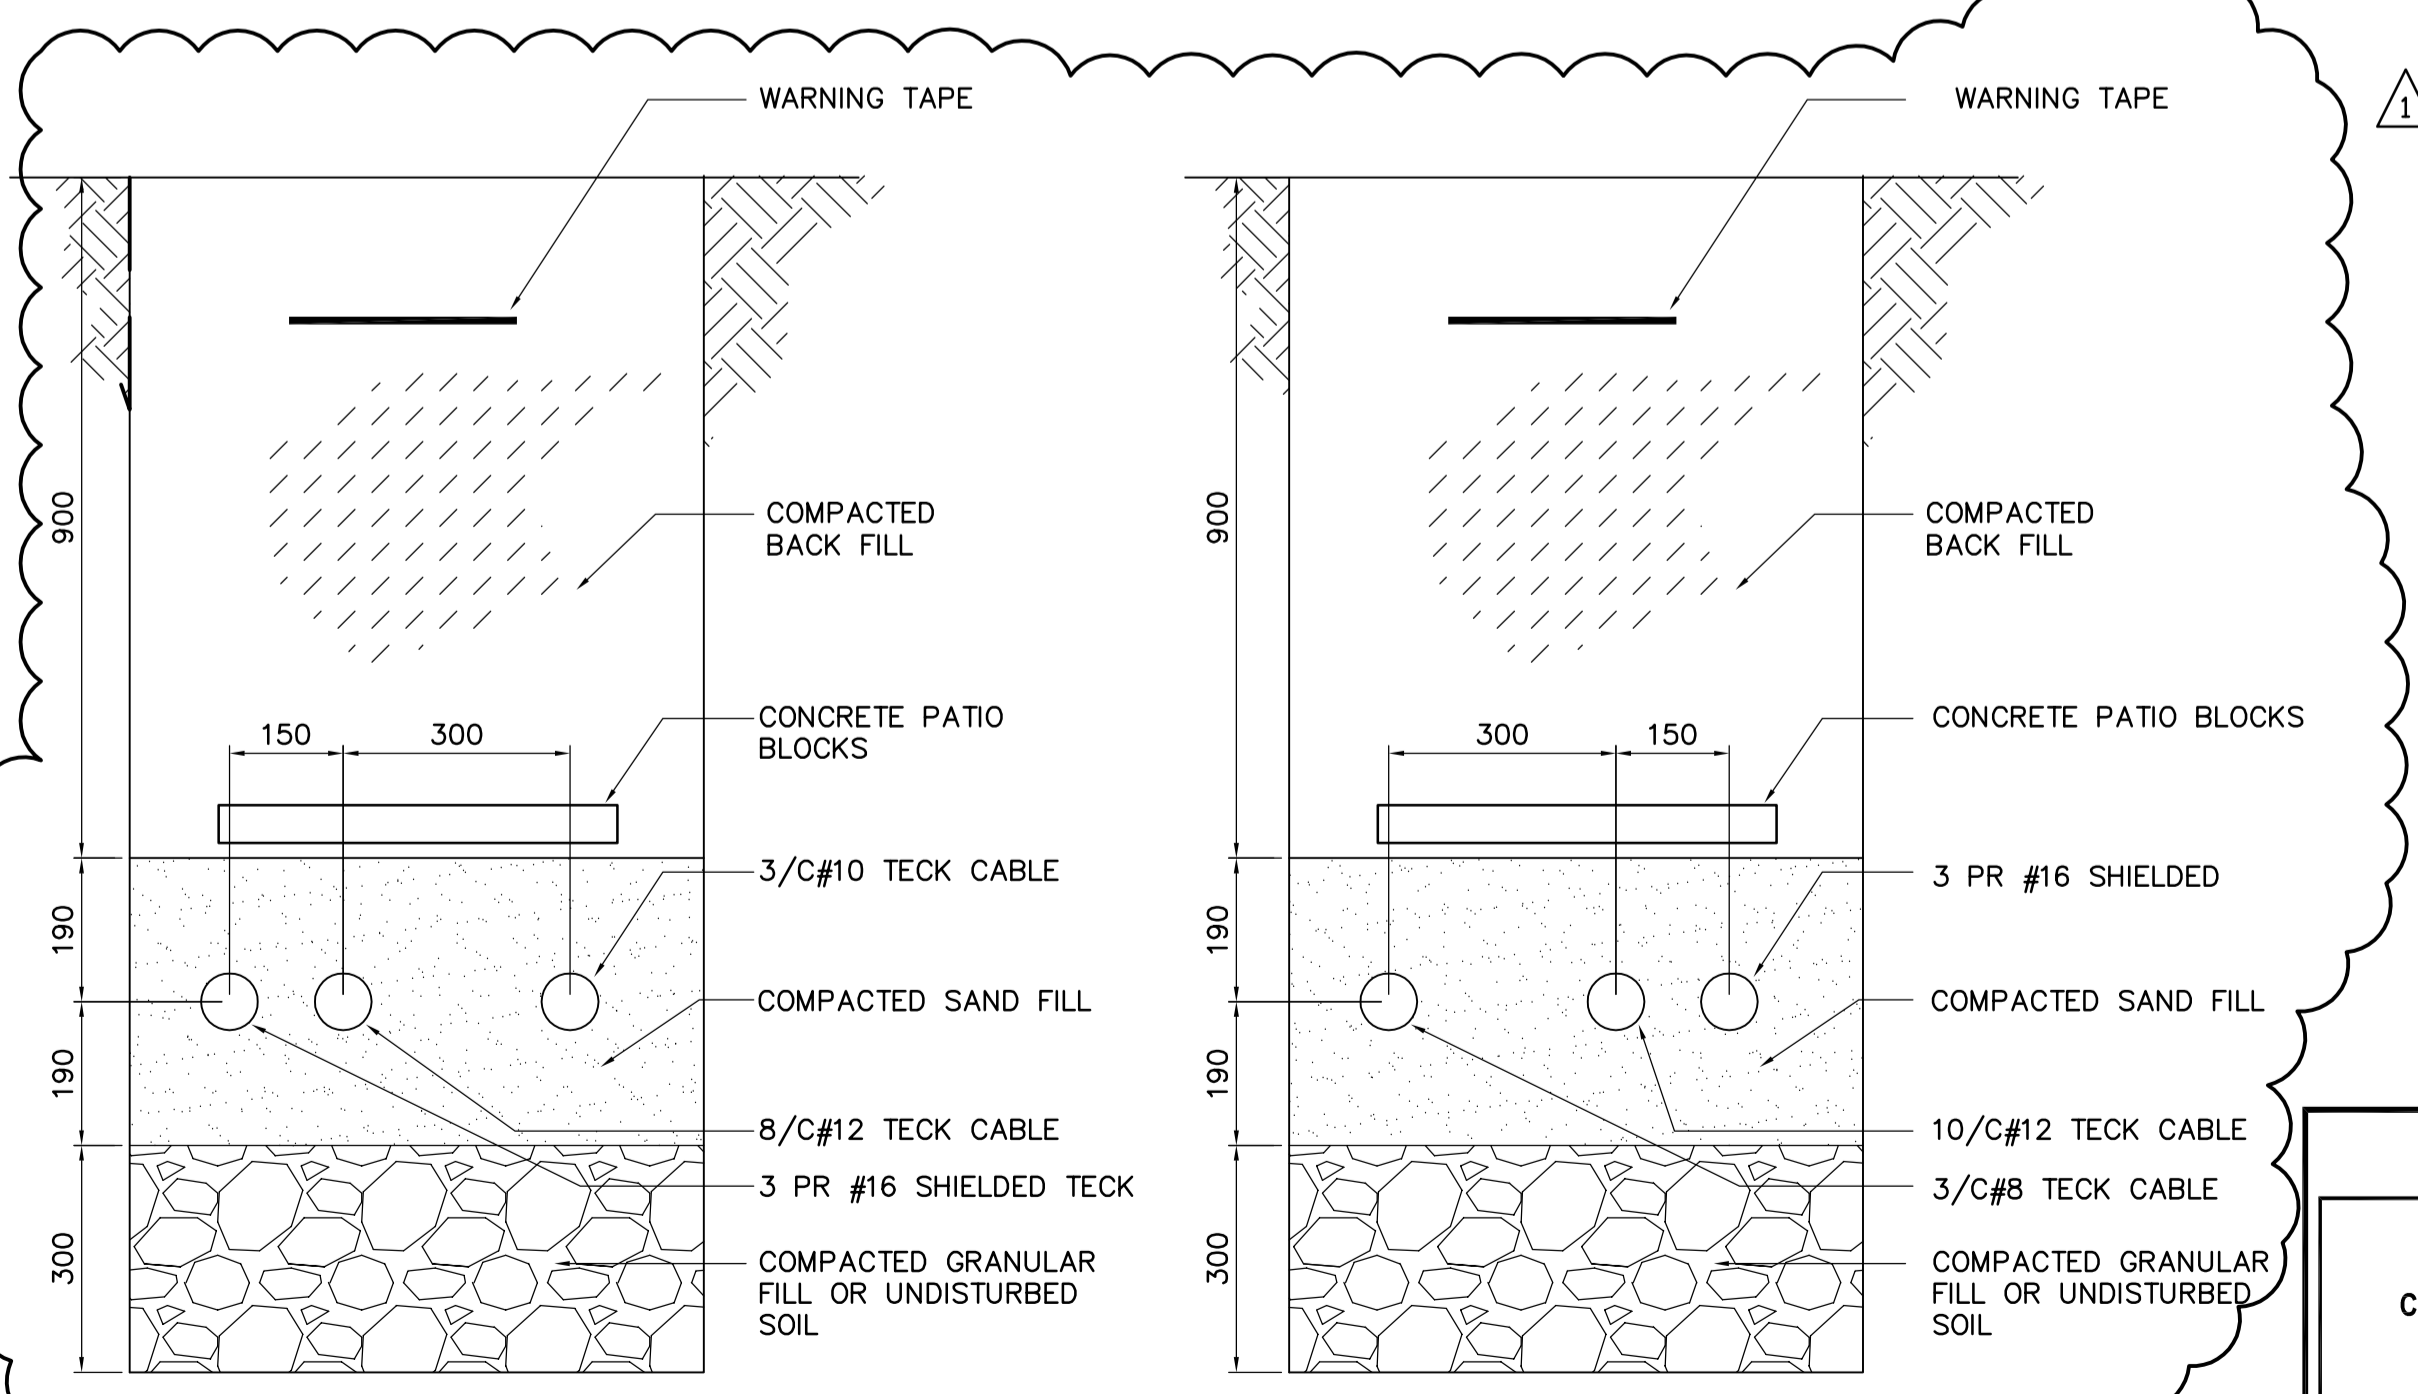 WARNING TAPE
900
COMPACTED
BACK FILL
150
300
CONCRETE PATIO
BLOCKS
3/C#10 TECK CABLE
190
COMPACTED SAND FILL
190
8/C#12 TECK CABLE
3 PR #16 SHIELDED TECK
300
COMPACTED GRANULAR
FILL OR UNDISTURBED
SOIL
WARNING TAPE
1
900
COMPACTED
BACK FILL
300
150
CONCRETE PATIO BLOCKS
3 PR #16 SHIELDED
190
COMPACTED SAND FILL
190
10/C#12 TECK CABLE
3/C#8 TECK CABLE
300
COMPACTED GRANULAR
FILL OR UNDISTURBED
SOIL